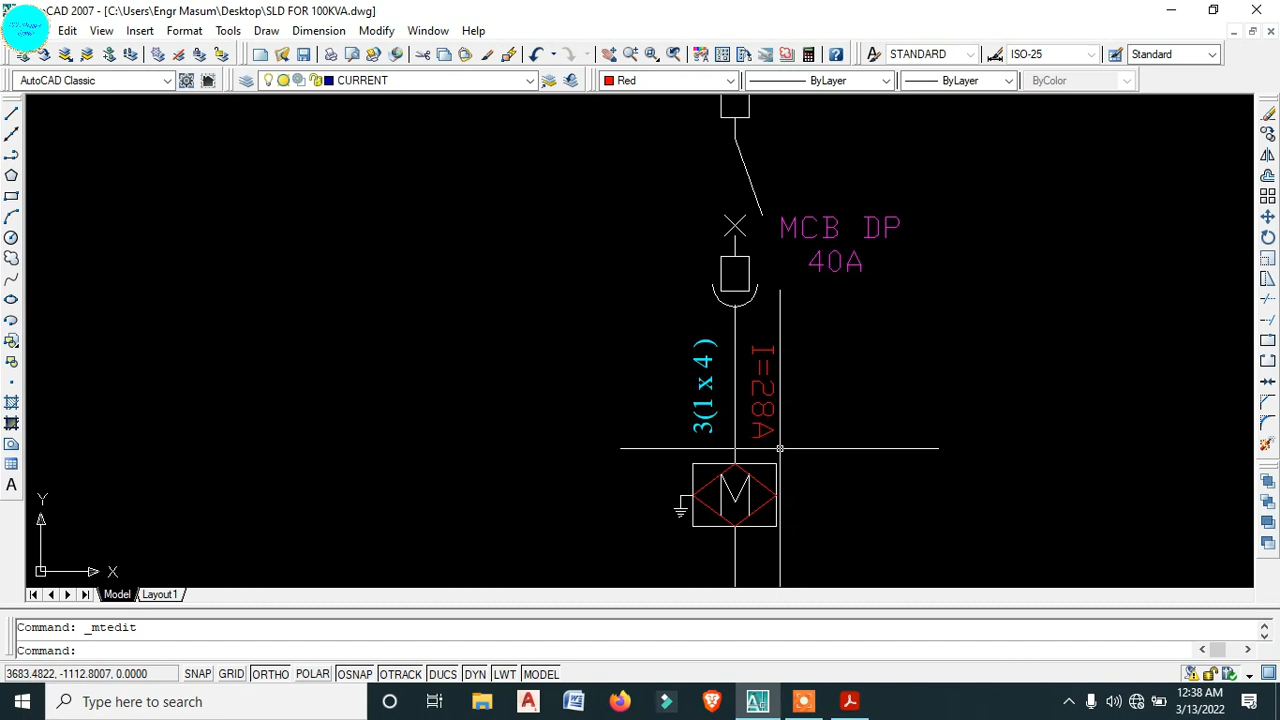 AutoCAD 2007 - [C:\Users\Engr Masum\Desktop\SLD FOR 100KVA.dwg]
Edit View Insert Format Tools Draw Dimension Modify Window Help
STANDARD ISO-25 Standard
AutoCAD Classic CURRENT Red ByLayer ByLayer ByColor
MCB DP
40A
3(1 x 4 )
I=28A
M
Y
X
Model Layout1
Command: _mtedit
Command:
3683.4822, -1112.8007, 0.0000 SNAP GRID ORTHO POLAR OSNAP OTRACK DUCS DYN LWT MODEL
Type here to search
12:38 AM
3/13/2022